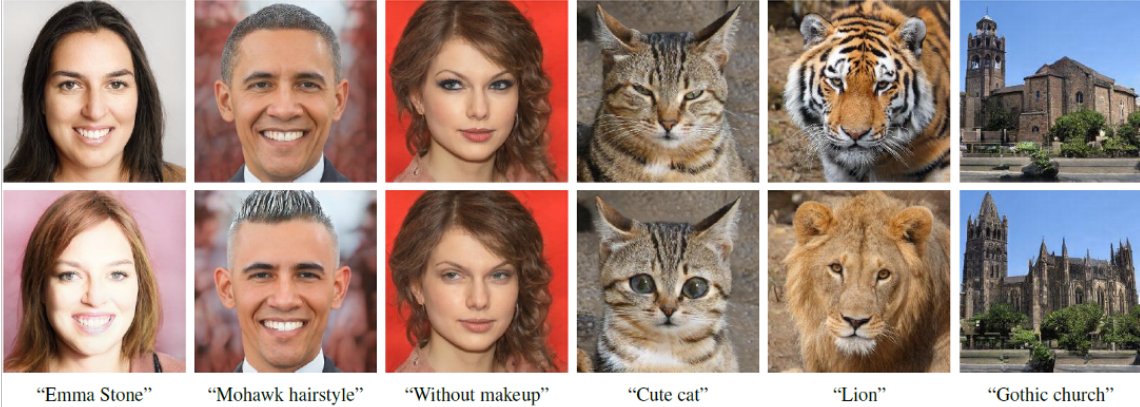 “Emma Stone” “Mohawk hairstyle” “Without makeup” “Cute cat” “Lion” “Gothic church”